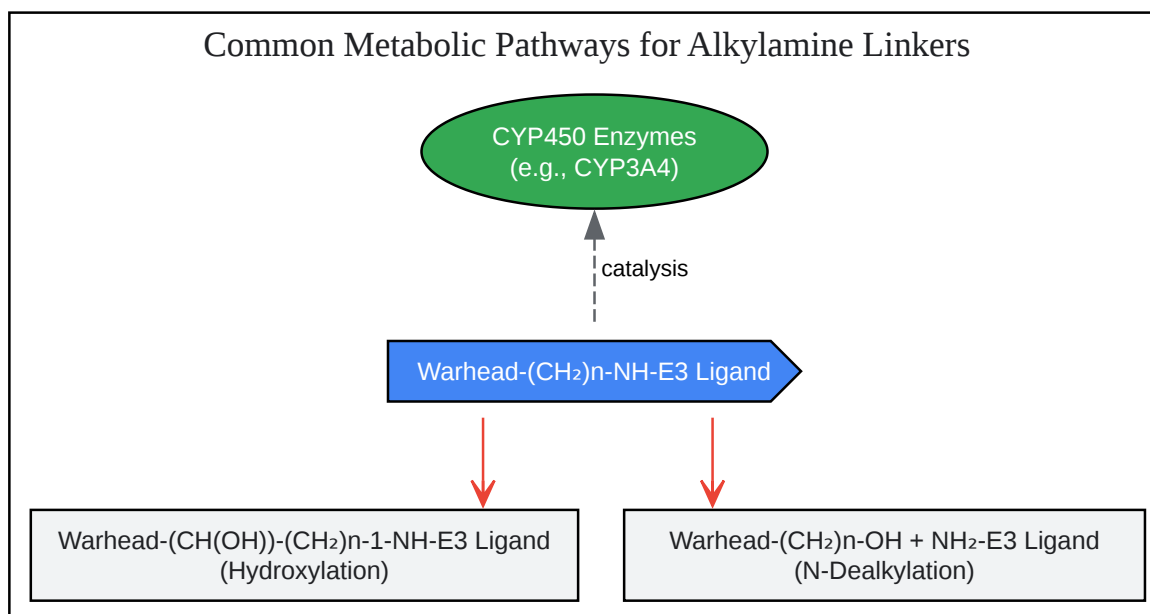 Common Metabolic Pathways for Alkylamine Linkers
CYP450 Enzymes
(e.g., CYP3A4)
catalysis
Warhead-(CH₂)n-NH-E3 Ligand
Warhead-(CH(OH))-(CH₂)n-1-NH-E3 Ligand
(Hydroxylation)
Warhead-(CH₂)n-OH + NH₂-E3 Ligand
(N-Dealkylation)